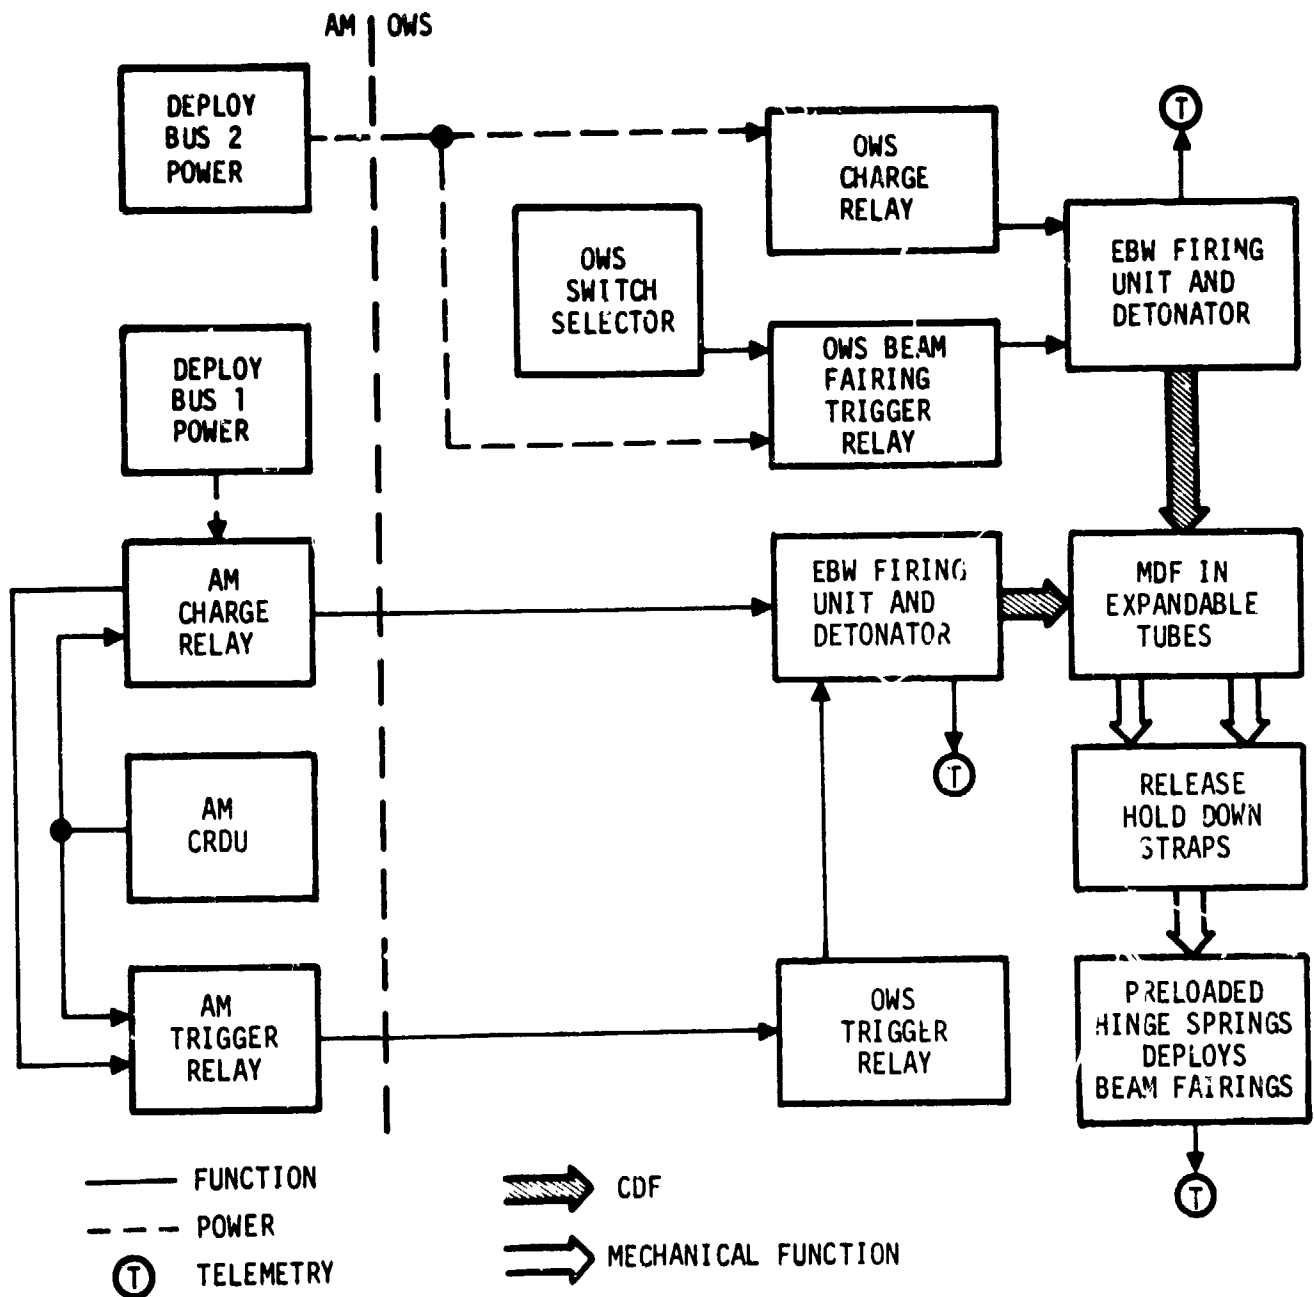 AM OWS
DEPLOY
BUS 2
POWER
OWS
CHARGE
RELAY
T
EBW FIRING
UNIT AND
DETONATOR
OWS
SWITCH
SELECTOR
OWS BEAM
FAIRING
TRIGGER
RELAY
DEPLOY
BUS 1
POWER
AM
CHARGE
RELAY
EBW FIRING
UNIT AND
DETONATOR
MDF IN
EXPANDABLE
TUBES
T
AM
CRDU
RELEASE
HOLD DOWN
STRAPS
AM
TRIGGER
RELAY
OWS
TRIGGER
RELAY
PRELOADED
HINGE SPRINGS
DEPLOYS
BEAM FAIRINGS
T
FUNCTION
POWER
T TELEMETRY
CDF
MECHANICAL FUNCTION